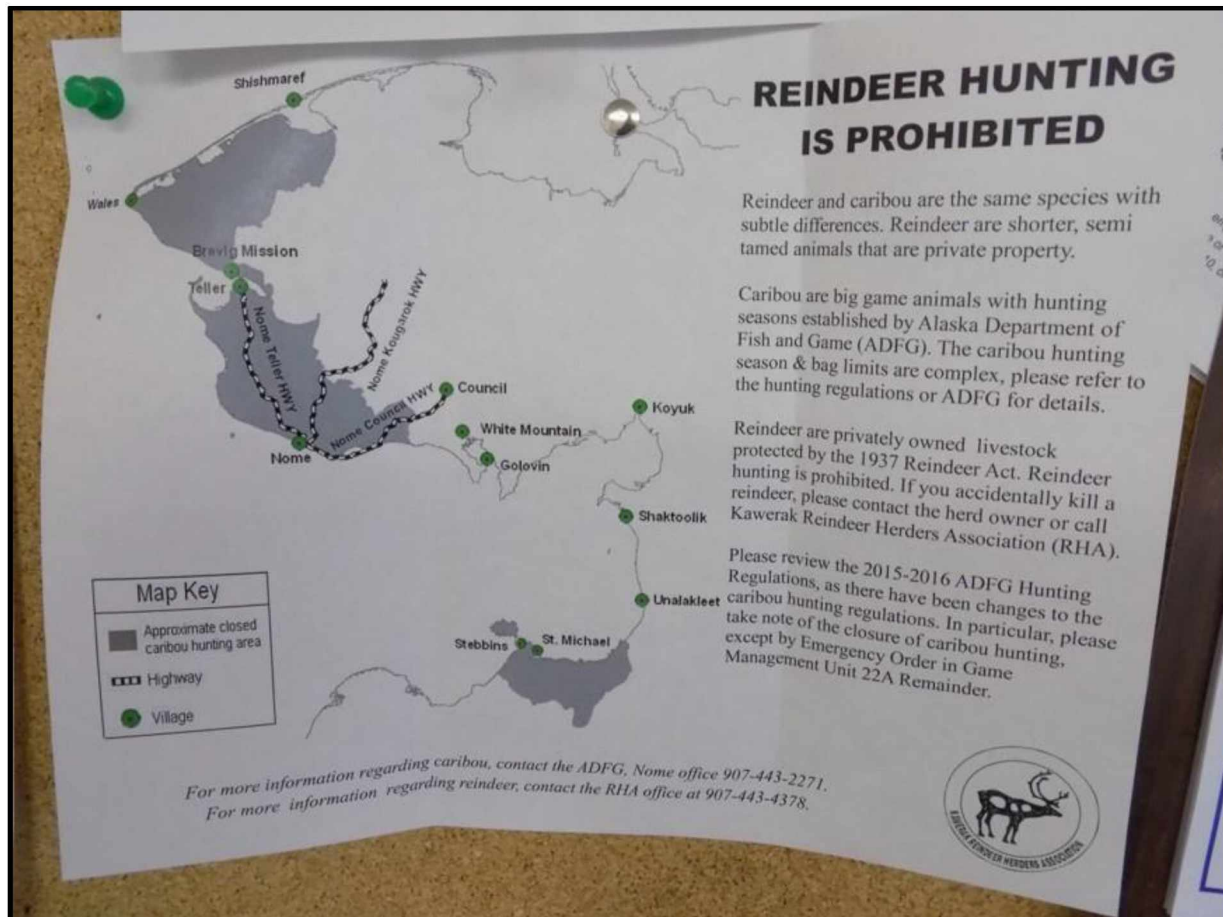 REINDEER HUNTING
IS PROHIBITED
Reindeer and caribou are the same species with
subtle differences. Reindeer are shorter, semi
tamed animals that are private property.
Caribou are big game animals with hunting
seasons established by Alaska Department of
Fish and Game (ADFG). The caribou hunting
season & bag limits are complex, please refer to
the hunting regulations or ADFG for details.
Reindeer are privately owned livestock
protected by the 1937 Reindeer Act. Reindeer
hunting is prohibited. If you accidentally kill a
reindeer, please contact the herd owner or call
Kawerak Reindeer Herders Association (RHA).
Please review the 2015-2016 ADFG Hunting
Regulations, as there have been changes to the
caribou hunting regulations. In particular, please
take note of the closure of caribou hunting,
except by Emergency Order in Game
Management Unit 22A Remainder.
Shishmaref
Wales
Brevig Mission
Teller
Nome Teller HWY
Nome Kougarok HWY
Nome Council HWY
Council
Nome
White Mountain
Golovin
Koyuk
Shaktoolik
Unalakleet
Stebbins
St. Michael
Map Key
Approximate closed
caribou hunting area
Highway
Village
For more information regarding caribou, contact the ADFG, Nome office 907-443-2271.
For more information regarding reindeer, contact the RHA office at 907-443-4378.
KAWERAK REINDEER HERDERS ASSOCIATION